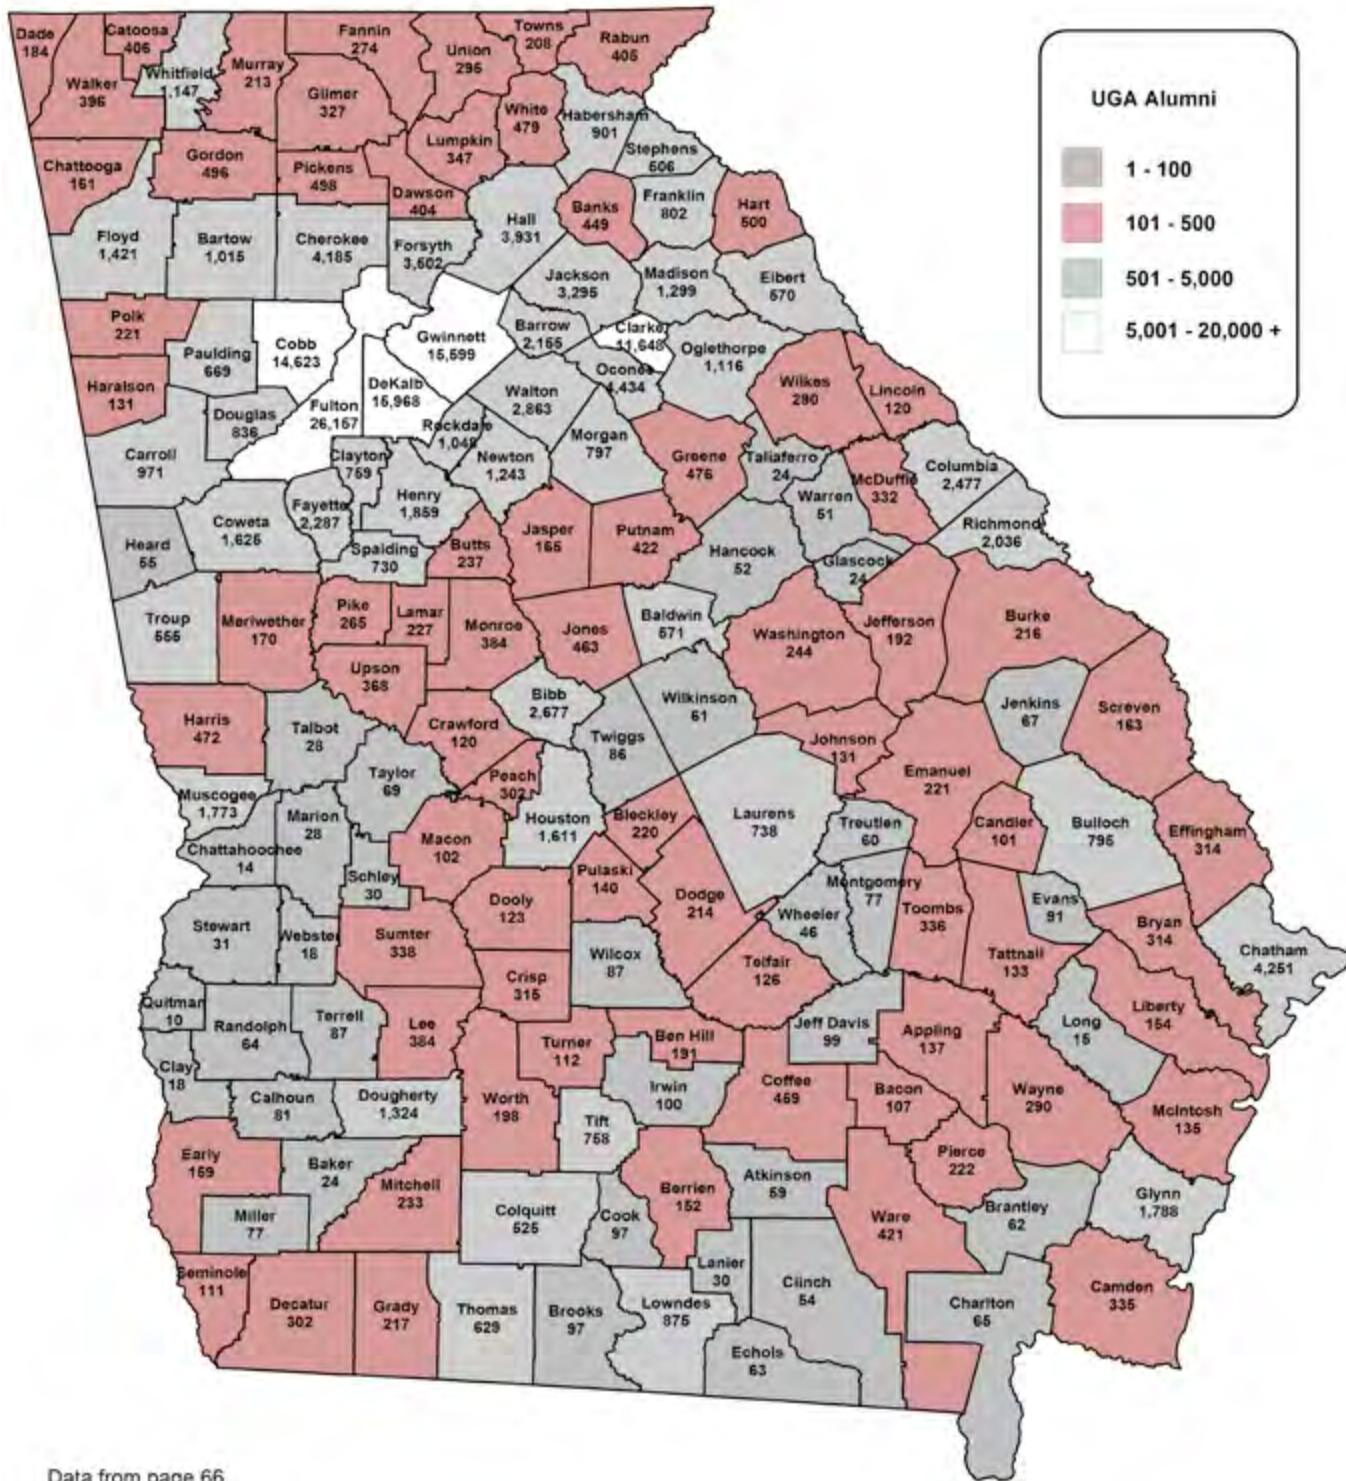 Dade
184
Catoosa
406
Whitfield
1,147
Walker
396
Murray
213
Fannin
274
Gilmer
327
Union
295
Towns
208
Rabun
405
White
479
Lumpkin
347
Habersham
901
Stephens
606
Chattooga
161
Gordon
496
Pickens
498
Dawson
404
Hall
3,931
Banks
449
Franklin
802
Hart
500
Floyd
1,421
Bartow
1,015
Cherokee
4,185
Forsyth
3,502
Jackson
3,295
Madison
1,299
Elbert
570
Polk
221
Paulding
669
Cobb
14,623
Gwinnett
15,599
Barrow
2,155
Clarke
11,648
Oconee
4,434
Oglethorpe
1,116
Wilkes
280
Lincoln
120
Haralson
131
Douglas
836
Fulton
26,157
DeKalb
15,968
Rockdale
Walton
2,863
Morgan
797
Newton
1,243
Greene
476
Taliaferro
24
McDuffie
332
Columbia
2,477
Richmond
2,036
Warren
51
Glascock
24
Carroll
971
Clayton
759
Henry
1,859
Fayette
2,287
Coweta
1,625
Spalding
730
Butts
237
Jasper
165
Putnam
422
Hancock
52
Heard
55
Troup
555
Meriwether
170
Pike
265
Lamar
227
Monroe
384
Jones
463
Baldwin
571
Washington
244
Jefferson
192
Burke
216
Upson
368
Bibb
2,677
Wilkinson
61
Twiggs
86
Jenkins
67
Screven
163
Harris
472
Talbot
28
Crawford
120
Peach
302
Taylor
69
Johnson
131
Emanuel
221
Muscogee
1,773
Marion
28
Houston
1,611
Bleckley
220
Laurens
738
Treutlen
60
Candler
101
Bulloch
795
Effingham
314
Chattahoochee
14
Macon
102
Schley
30
Pulaski
140
Dodge
214
Montgomery
77
Toombs
336
Evans
91
Bryan
314
Chatham
4,251
Stewart
31
Webster
18
Sumter
338
Dooly
123
Wilcox
87
Wheeler
46
Telfair
126
Tattnall
133
Liberty
154
Long
15
Crisp
315
Quitman
10
Randolph
64
Terrell
87
Lee
384
Turner
112
Ben Hill
191
Jeff Davis
99
Appling
137
Clay
18
Calhoun
81
Dougherty
1,324
Worth
198
Irwin
100
Tift
758
Coffee
469
Bacon
107
Wayne
290
McIntosh
135
Early
159
Baker
24
Mitchell
233
Miller
77
Colquitt
525
Cook
97
Berrien
152
Atkinson
59
Pierce
222
Ware
421
Brantley
62
Glynn
1,788
Seminole
111
Decatur
302
Grady
217
Thomas
629
Brooks
97
Lowndes
875
Lanier
30
Clinch
54
Echols
63
Charlton
65
Camden
335
UGA Alumni
1 - 100
101 - 500
501 - 5,000
5,001 - 20,000 +
Data from page 66